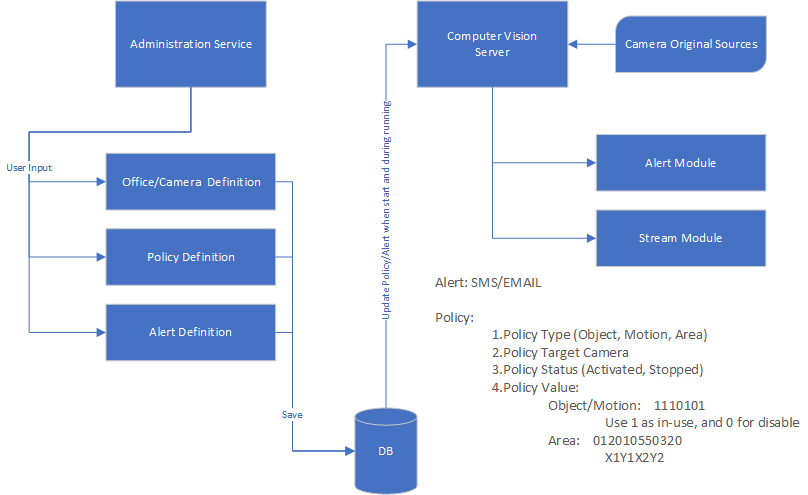 Administration Service
Computer Vision
Server
Camera Original Sources
User Input
Office/Camera Definition
Policy Definition
Alert Definition
Save
DB
Update Policy/Alert when start and during running
Alert Module
Stream Module
Alert: SMS/EMAIL
Policy:
1.Policy Type (Object, Motion, Area)
2.Policy Target Camera
3.Policy Status (Activated, Stopped)
4.Policy Value:
Object/Motion: 1110101
Use 1 as in-use, and 0 for disable
Area: 012010550320
X1Y1X2Y2